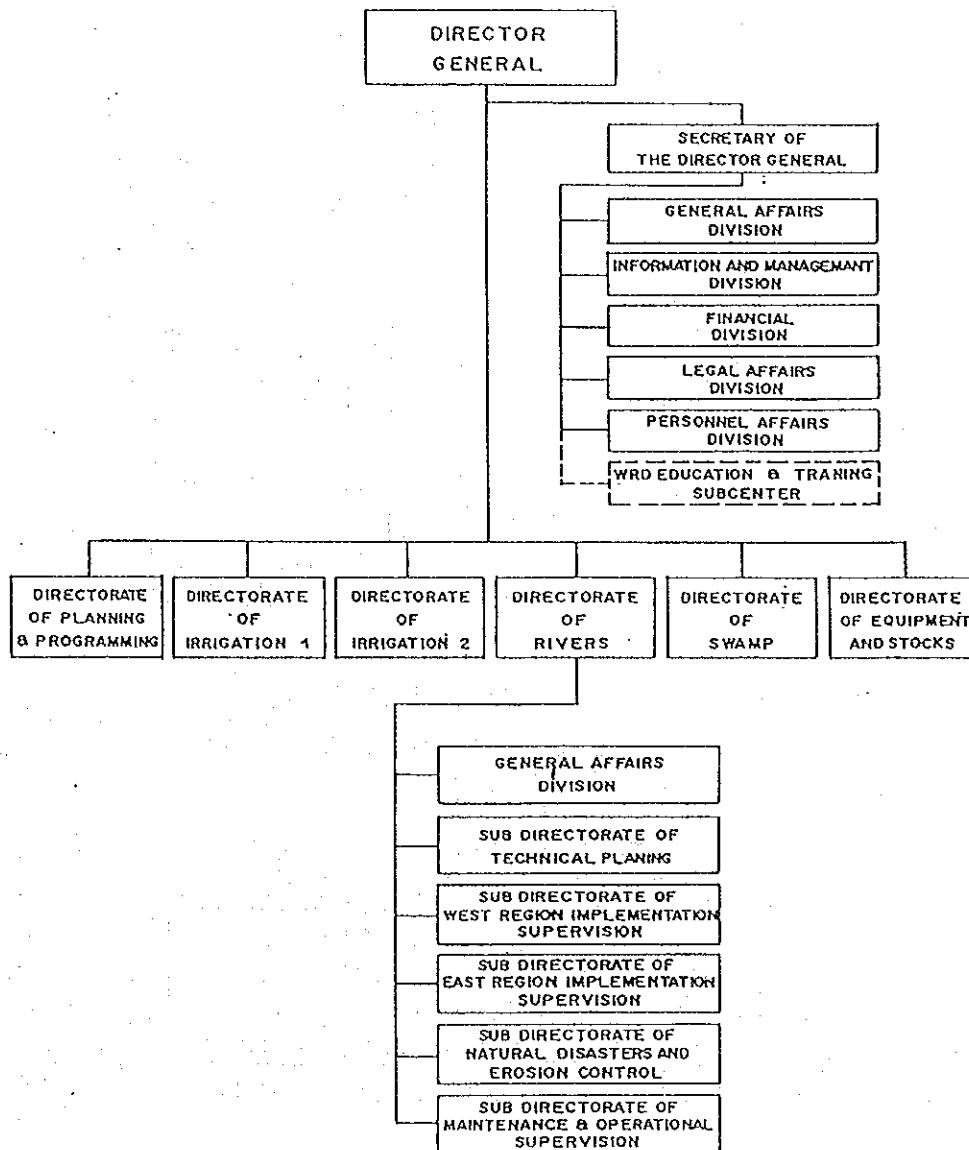 DIRECTOR
GENERAL
SECRETARY OF
THE DIRECTOR GENERAL
GENERAL AFFAIRS
DIVISION
INFORMATION AND MANAGEMANT
DIVISION
FINANCIAL
DIVISION
LEGAL AFFAIRS
DIVISION
PERSONNEL AFFAIRS
DIVISION
WRD EDUCATION & TRANING
SUBCENTER
DIRECTORATE
OF PLANNING
& PROGRAMMING
DIRECTORATE
OF
IRRIGATION 1
DIRECTORATE
OF
IRRIGATION 2
DIRECTORATE
OF
RIVERS
DIRECTORATE
OF
SWAMP
DIRECTORATE
OF EQUIPMENT
AND STOCKS
GENERAL AFFAIRS
DIVISION
SUB DIRECTORATE OF
TECHNICAL PLANING
SUB DIRECTORATE OF
WEST REGION IMPLEMENTATION
SUPERVISION
SUB DIRECTORATE OF
EAST REGION IMPLEMENTATION
SUPERVISION
SUB DIRECTORATE OF
NATURAL DISASTERS AND
EROSION CONTROL
SUB DIRECTORATE OF
MAINTENANCE & OPERATIONAL
SUPERVISION